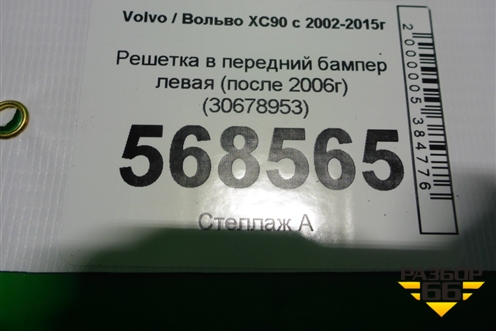 Volvo / Вольво XC90 с 2002-2015г
Решетка в передний бампер
левая (после 2006г)
(30678953)
568565
Стеллаж А
2000005384776
РАЗБОР
66